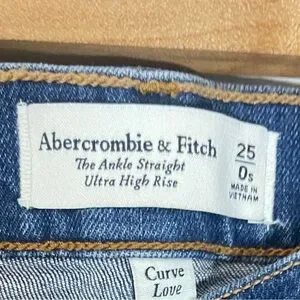 Abercrombie & Fitch
The Ankle Straight
Ultra High Rise
25
0s
MADE IN
VIETNAM
Curve
Love